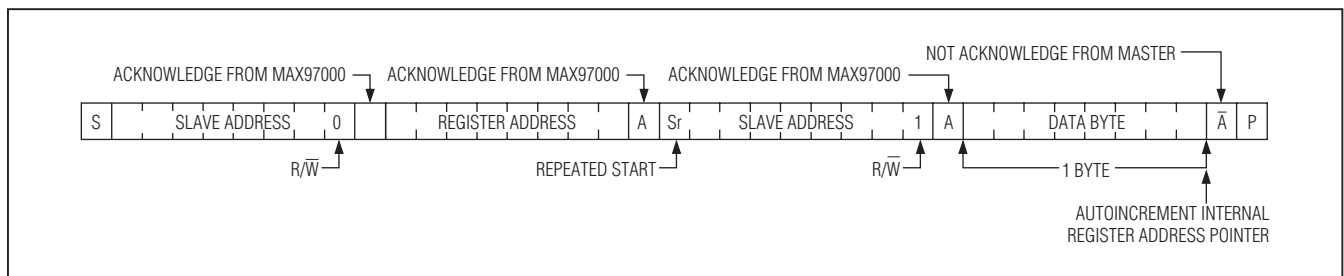 NOT ACKNOWLEDGE FROM MASTER
ACKNOWLEDGE FROM MAX97000 ACKNOWLEDGE FROM MAX97000 ACKNOWLEDGE FROM MAX97000
S SLAVE ADDRESS 0 REGISTER ADDRESS A Sr SLAVE ADDRESS 1 A DATA BYTE A̅ P
R/W̅ REPEATED START R/W̅ 1 BYTE
AUTOINCREMENT INTERNAL
REGISTER ADDRESS POINTER